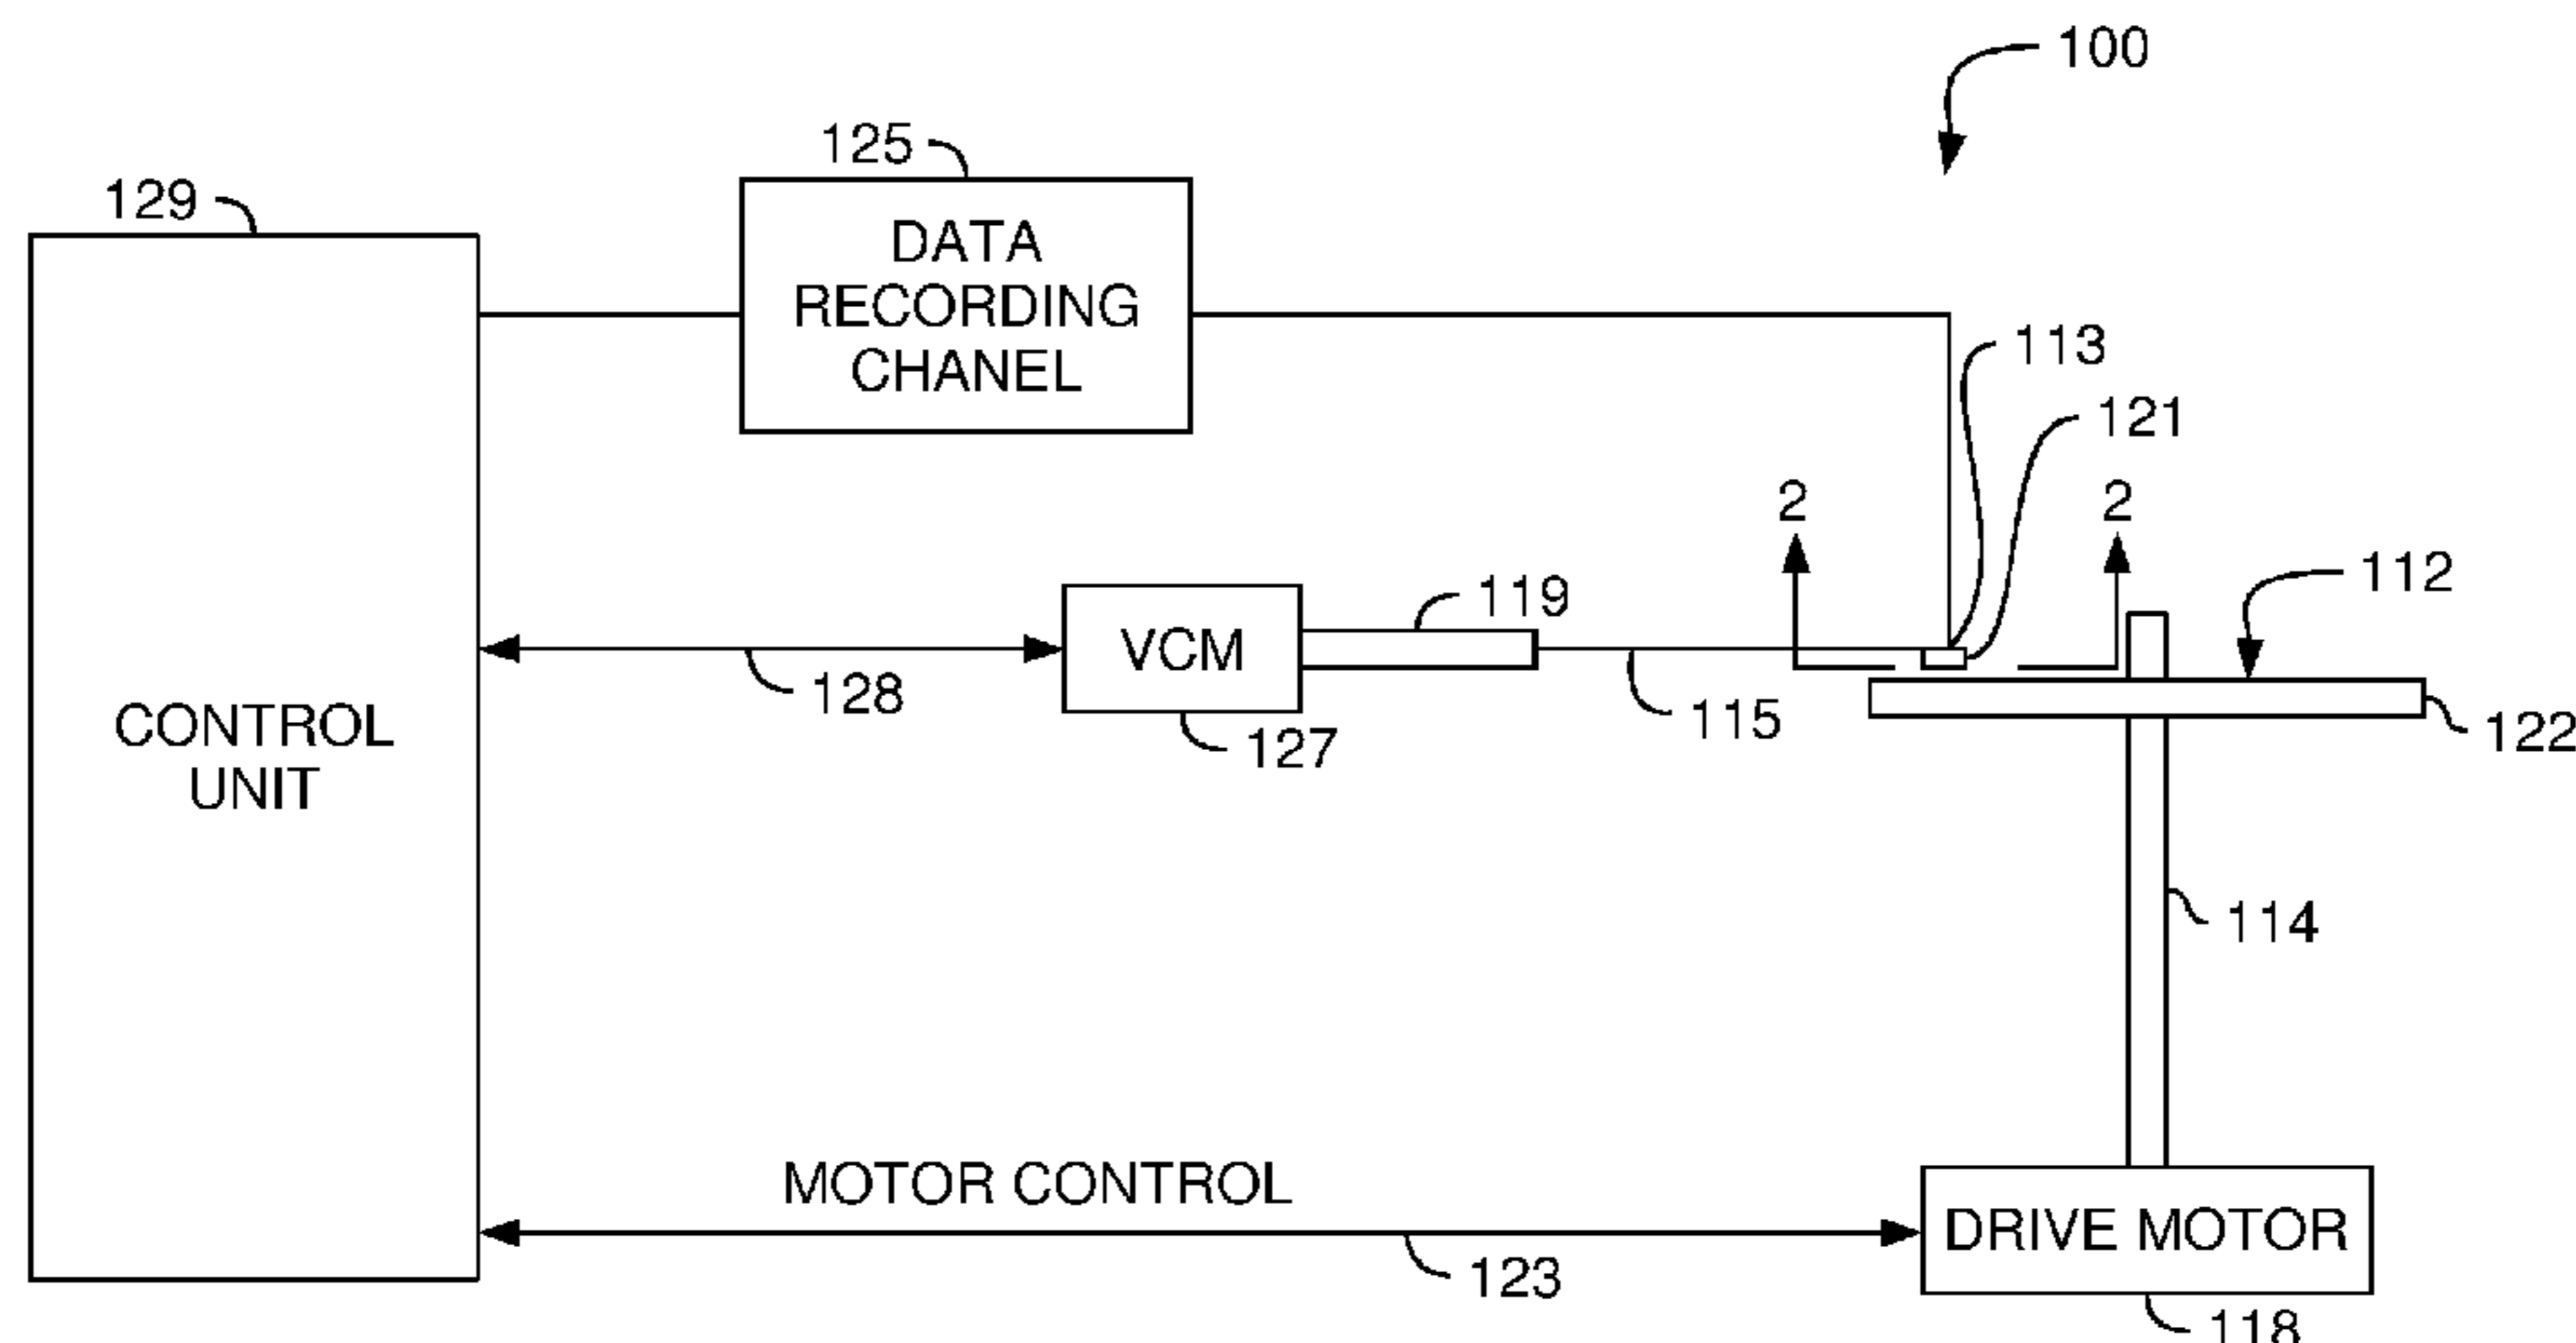 100
125
129
DATA
RECORDING
CHANEL
113
121
2
2
112
119
VCM
128
115
127
122
CONTROL
UNIT
114
MOTOR CONTROL
DRIVE MOTOR
123
118